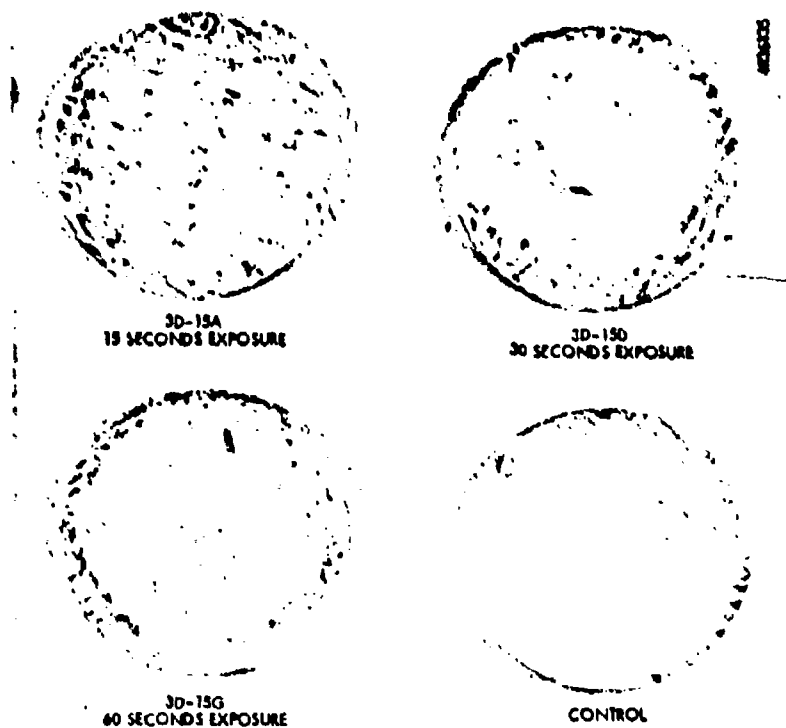 3D-15A
15 SECONDS EXPOSURE
3D-15D
30 SECONDS EXPOSURE
3D-15G
60 SECONDS EXPOSURE
CONTROL